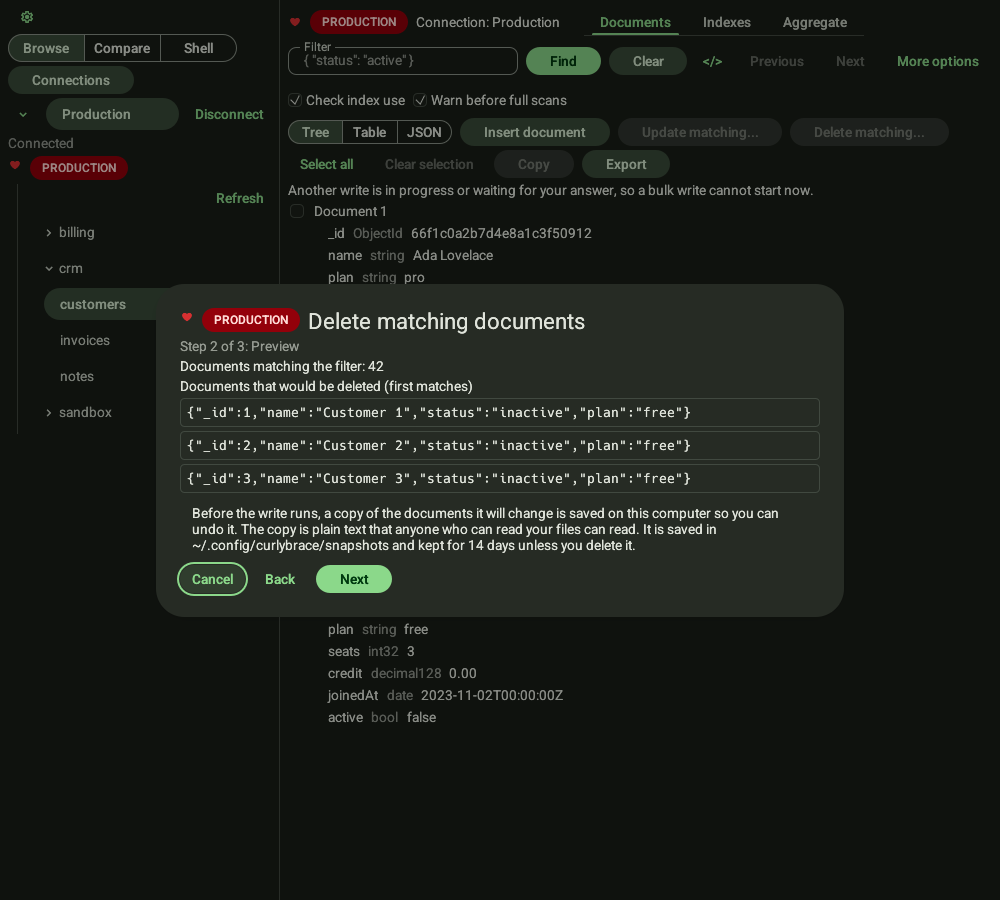 Browse Compare Shell
Connections
Production Disconnect
Connected
PRODUCTION
Refresh
billing
crm
customers
invoices
notes
sandbox
PRODUCTION Connection: Production Documents Indexes Aggregate
Filter
{ "status": "active" } Find Clear </> Previous Next More options
Check index use Warn before full scans
Tree Table JSON Insert document Update matching... Delete matching...
Select all Clear selection Copy Export
Another write is in progress or waiting for your answer, so a bulk write cannot start now.
Document 1
_id ObjectId 66f1c0a2b7d4e8a1c3f50912
name string Ada Lovelace
plan string pro
PRODUCTION Delete matching documents
Step 2 of 3: Preview
Documents matching the filter: 42
Documents that would be deleted (first matches)
{"_id":1,"name":"Customer 1","status":"inactive","plan":"free"}
{"_id":2,"name":"Customer 2","status":"inactive","plan":"free"}
{"_id":3,"name":"Customer 3","status":"inactive","plan":"free"}
Before the write runs, a copy of the documents it will change is saved on this computer so you can
undo it. The copy is plain text that anyone who can read your files can read. It is saved in
~/.config/curlybrace/snapshots and kept for 14 days unless you delete it.
Cancel Back Next
plan string free
seats int32 3
credit decimal128 0.00
joinedAt date 2023-11-02T00:00:00Z
active bool false